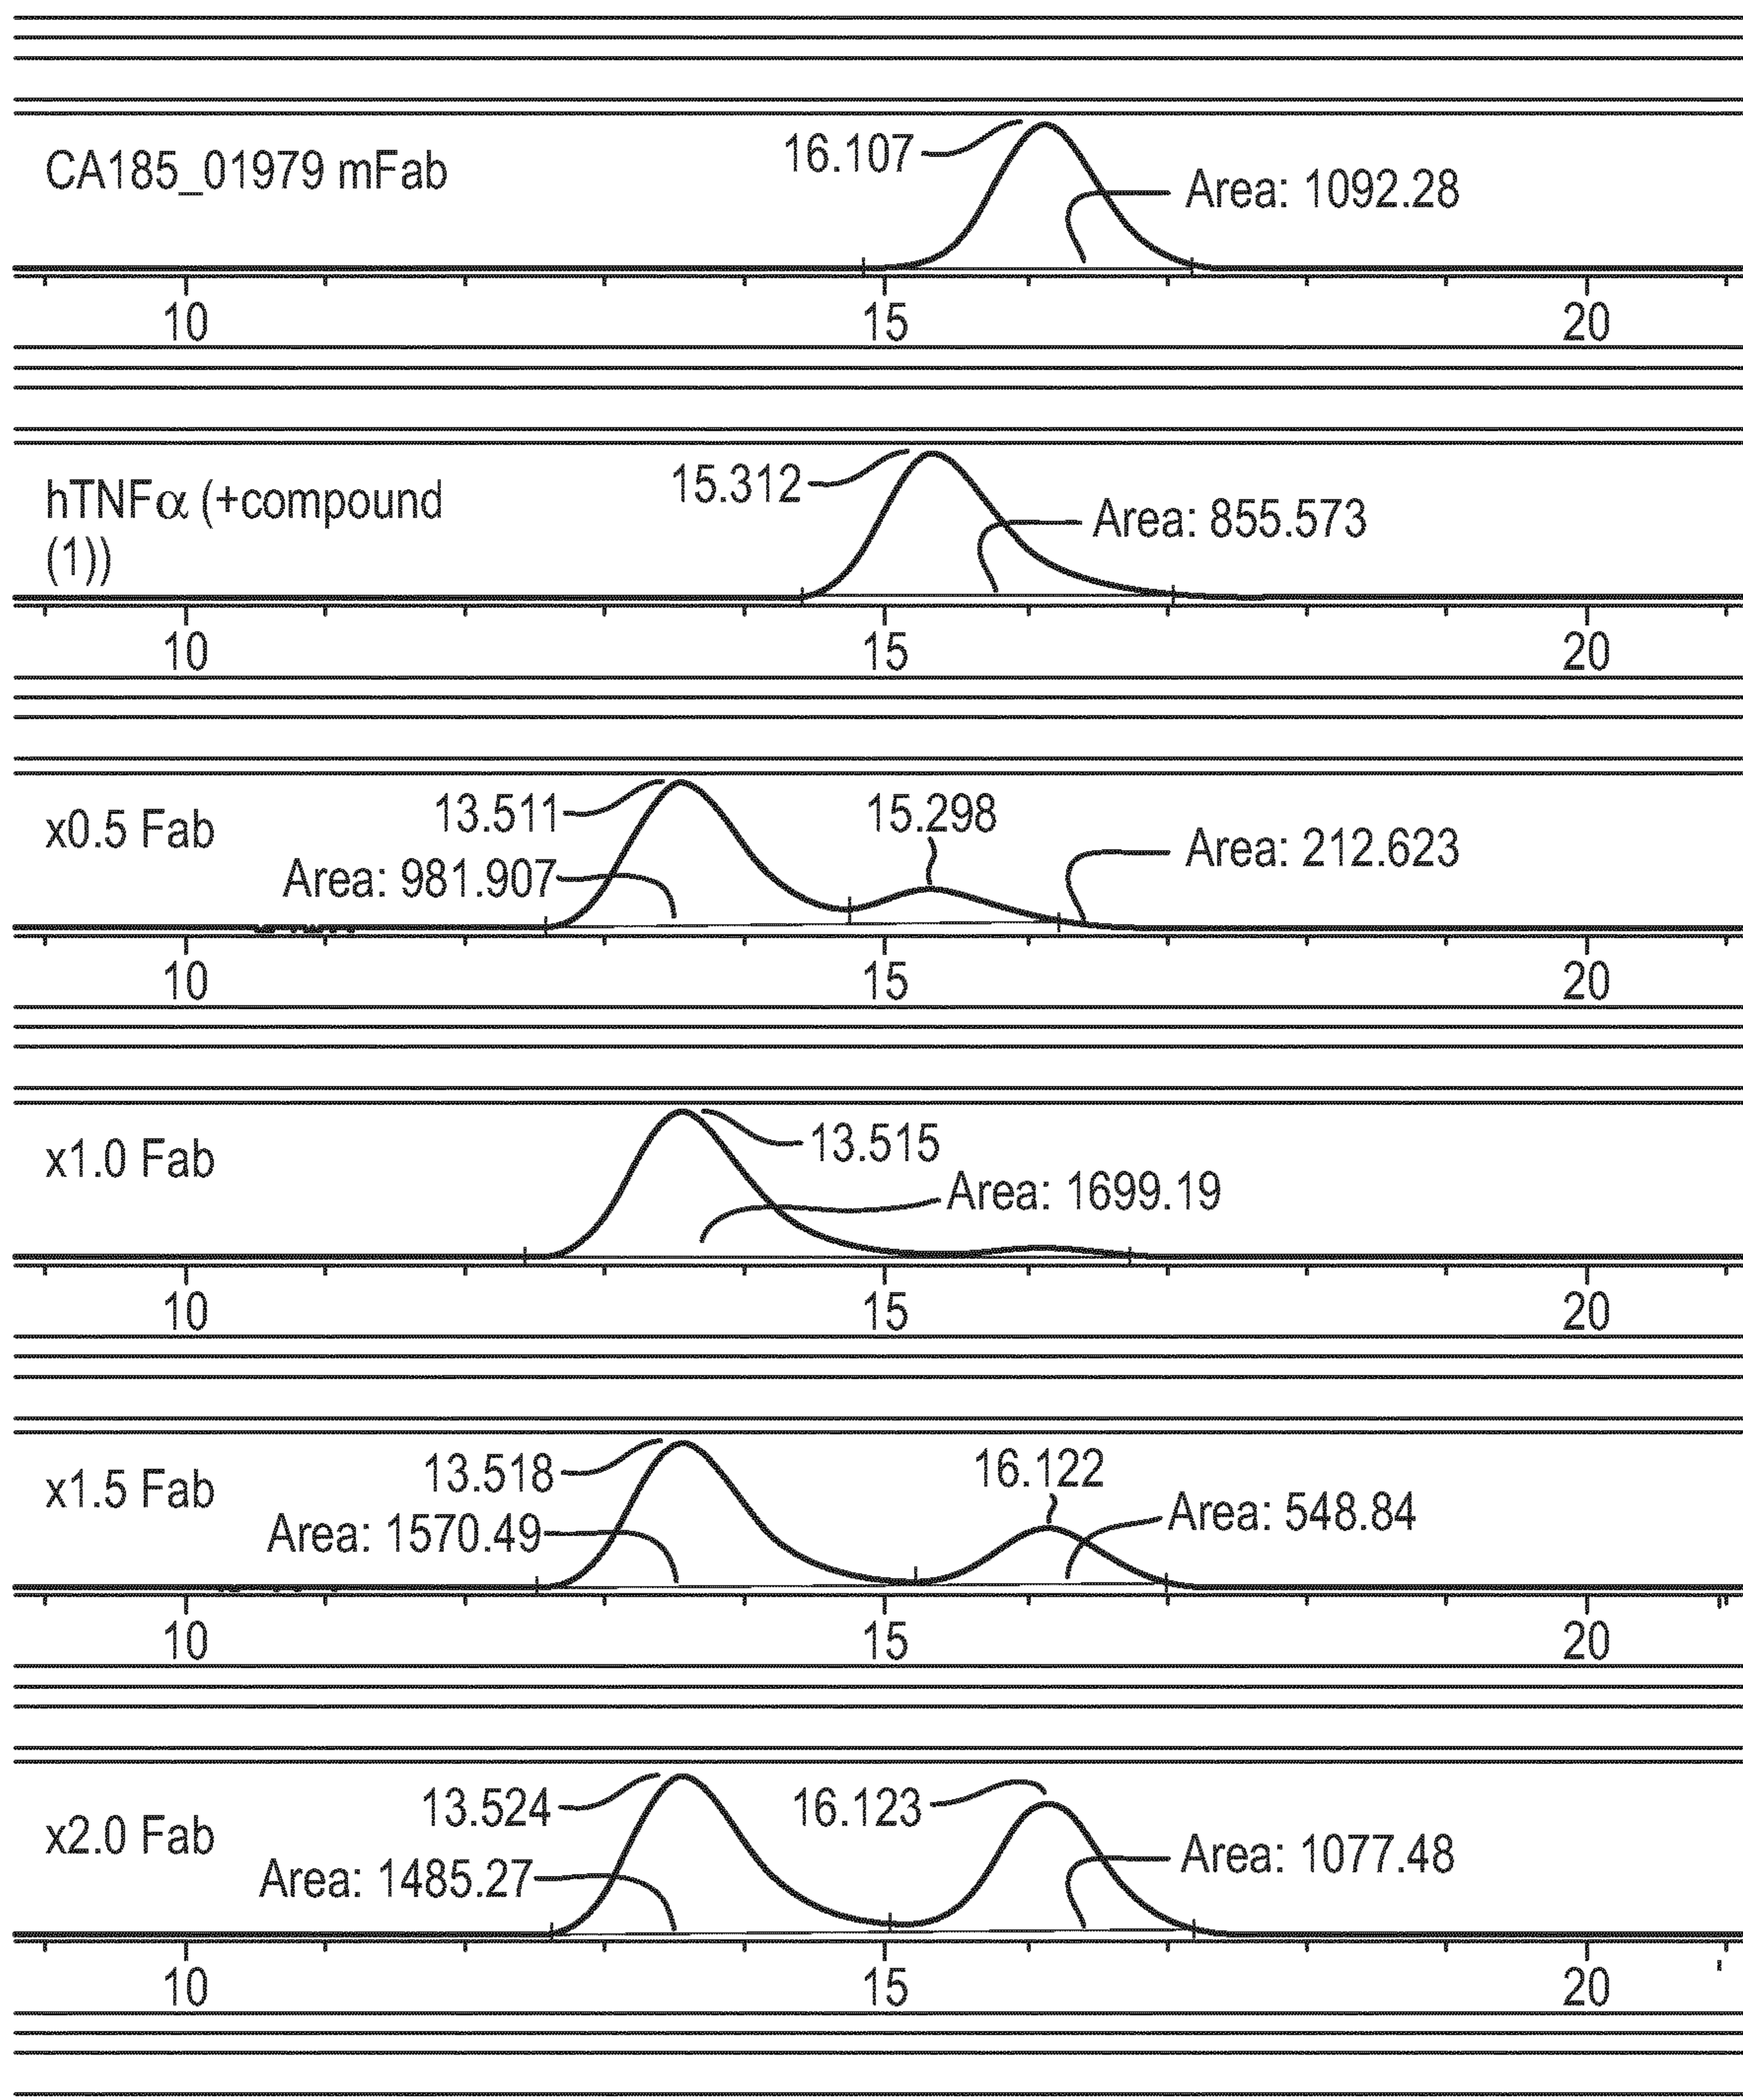 CA185_01979 mFab
16.107
Area: 1092.28
10 15 20
hTNFα (+compound
(1))
15.312
Area: 855.573
10 15 20
x0.5 Fab
13.511
15.298
Area: 981.907
Area: 212.623
10 15 20
x1.0 Fab
13.515
Area: 1699.19
10 15 20
x1.5 Fab
13.518
16.122
Area: 1570.49
Area: 548.84
10 15 20
x2.0 Fab
13.524
16.123
Area: 1485.27
Area: 1077.48
10 15 20